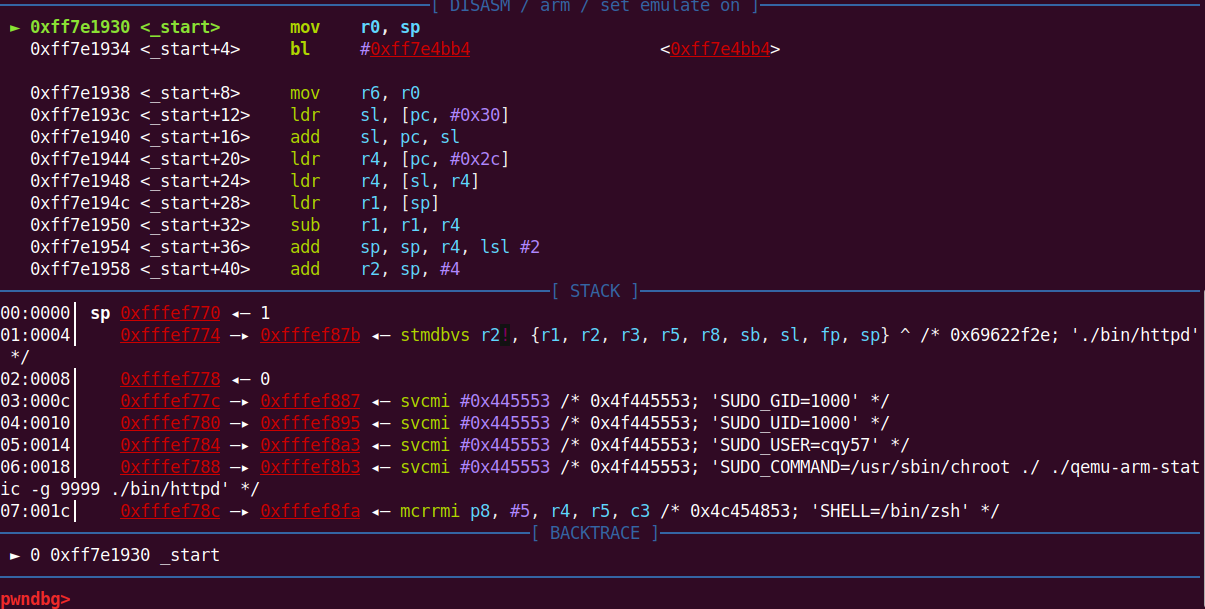 [ DISASM / arm / set emulate on ]
► 0xff7e1930 <_start> mov r0, sp
0xff7e1934 <_start+4> bl #0xff7e4bb4 <0xff7e4bb4>
0xff7e1938 <_start+8> mov r6, r0
0xff7e193c <_start+12> ldr sl, [pc, #0x30]
0xff7e1940 <_start+16> add sl, pc, sl
0xff7e1944 <_start+20> ldr r4, [pc, #0x2c]
0xff7e1948 <_start+24> ldr r4, [sl, r4]
0xff7e194c <_start+28> ldr r1, [sp]
0xff7e1950 <_start+32> sub r1, r1, r4
0xff7e1954 <_start+36> add sp, sp, r4, lsl #2
0xff7e1958 <_start+40> add r2, sp, #4
[ STACK ]
00:0000│ sp 0xfffef770 ◂— 1
01:0004│ 0xfffef774 —▸ 0xfffef87b ◂— stmdbvs r2!, {r1, r2, r3, r5, r8, sb, sl, fp, sp} ^ /* 0x69622f2e; './bin/httpd'
*/
02:0008│ 0xfffef778 ◂— 0
03:000c│ 0xfffef77c —▸ 0xfffef887 ◂— svcmi #0x445553 /* 0x4f445553; 'SUDO_GID=1000' */
04:0010│ 0xfffef780 —▸ 0xfffef895 ◂— svcmi #0x445553 /* 0x4f445553; 'SUDO_UID=1000' */
05:0014│ 0xfffef784 —▸ 0xfffef8a3 ◂— svcmi #0x445553 /* 0x4f445553; 'SUDO_USER=cqy57' */
06:0018│ 0xfffef788 —▸ 0xfffef8b3 ◂— svcmi #0x445553 /* 0x4f445553; 'SUDO_COMMAND=/usr/sbin/chroot ./ ./qemu-arm-stat
ic -g 9999 ./bin/httpd' */
07:001c│ 0xfffef78c —▸ 0xfffef8fa ◂— mcrrmi p8, #5, r4, r5, c3 /* 0x4c454853; 'SHELL=/bin/zsh' */
[ BACKTRACE ]
► 0 0xff7e1930 _start
pwndbg>